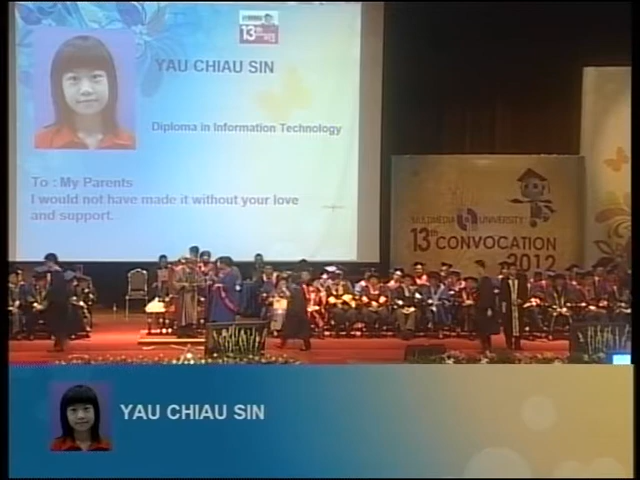 13th
YAU CHIAU SIN
Diploma in Information Technology
To : My Parents
I would not have made it without your love
and support.
MULTIMEDIA UNIVERSITY
13th CONVOCATION
2012
YAU CHIAU SIN